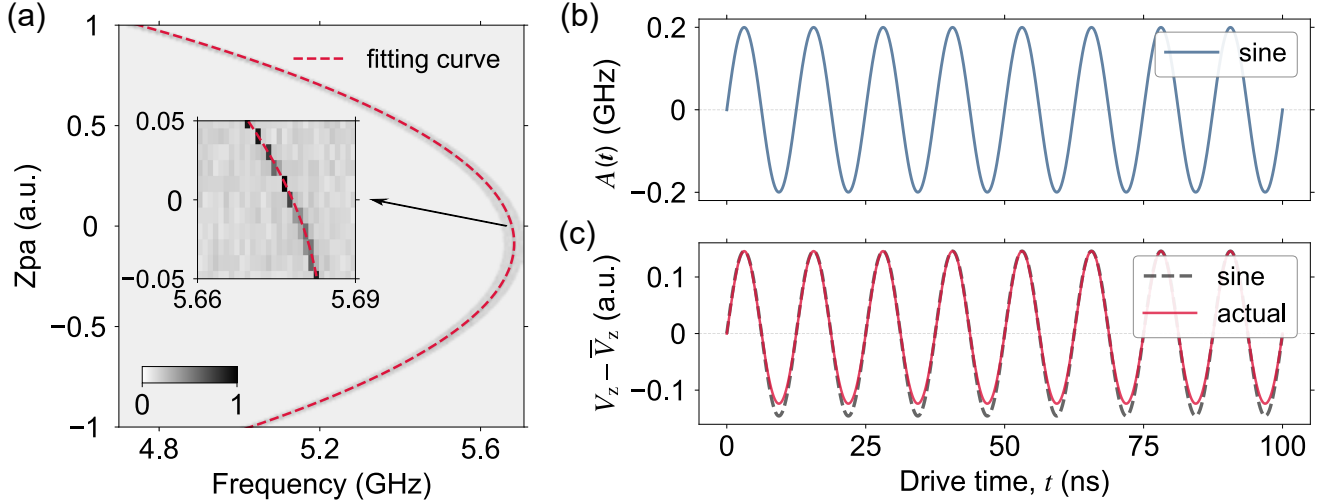 (a)
1
0.5
0
−0.5
−1
Zpa (a.u.)
fitting curve
0.05
0
−0.05
5.66
5.69
0
1
4.8
5.2
5.6
Frequency (GHz)
(b)
0.2
0
−0.2
A(t) (GHz)
sine
(c)
0.1
0
−0.1
V_z − V̅_z (a.u.)
sine
actual
0
25
50
75
100
Drive time, t (ns)